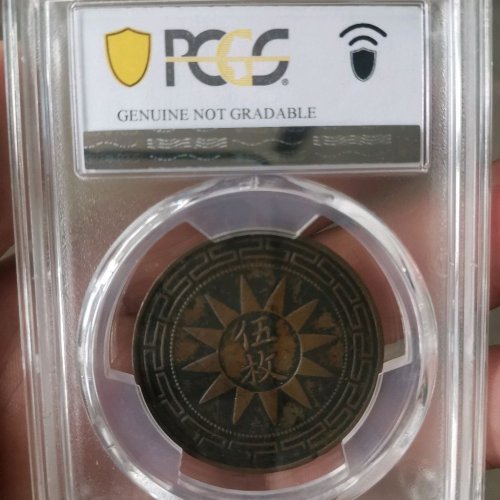 PCGS
GENUINE NOT GRADABLE
伍
枚